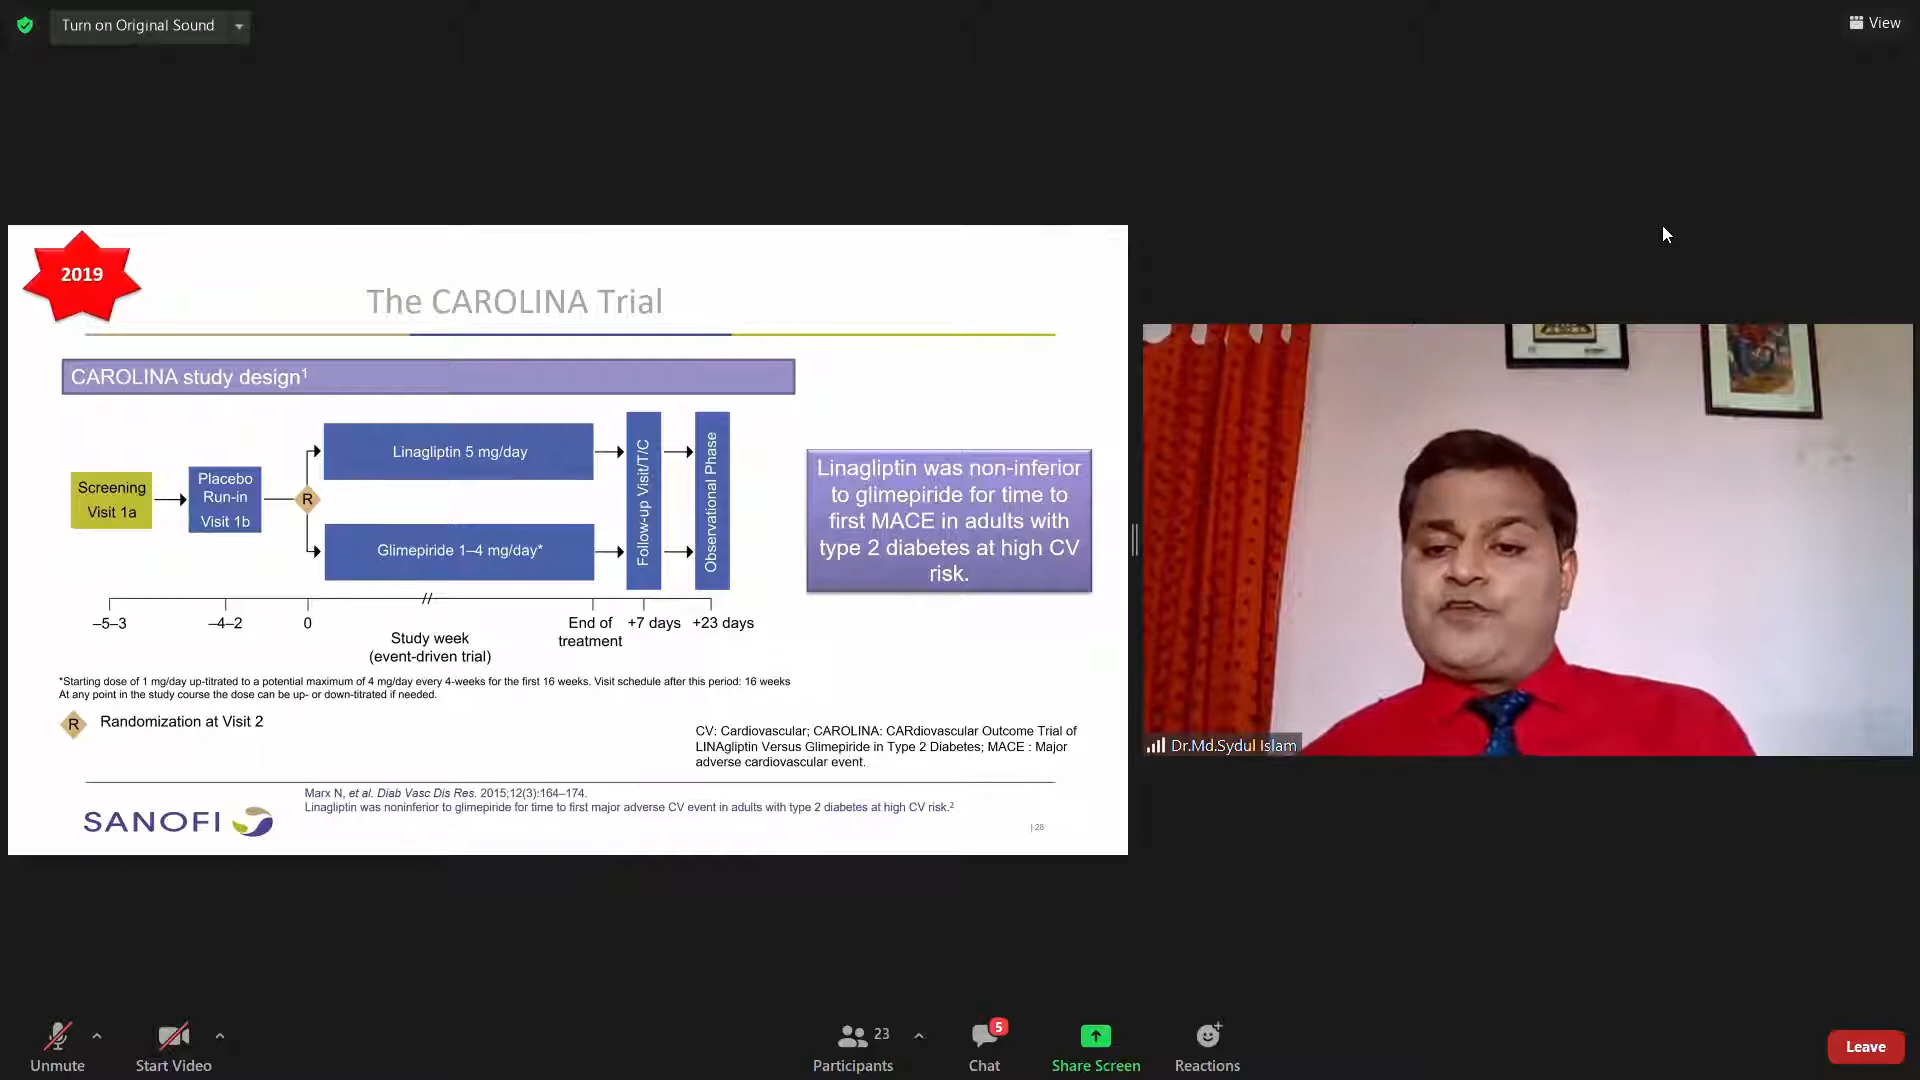 Turn on Original Sound
View
2019
The CAROLINA Trial
CAROLINA study design¹
Screening
Visit 1a
Placebo
Run-in
Visit 1b
R
Linagliptin 5 mg/day
Glimepiride 1–4 mg/day*
Follow-up Visit/T/C
Observational Phase
Linagliptin was non-inferior
to glimepiride for time to
first MACE in adults with
type 2 diabetes at high CV
risk.
–5–3
–4–2
0
End of
treatment
+7 days
+23 days
Study week
(event-driven trial)
*Starting dose of 1 mg/day up-titrated to a potential maximum of 4 mg/day every 4-weeks for the first 16 weeks. Visit schedule after this period: 16 weeks
At any point in the study course the dose can be up- or down-titrated if needed.
R Randomization at Visit 2
CV: Cardiovascular; CAROLINA: CARdiovascular Outcome Trial of
LINAgliptin Versus Glimepiride in Type 2 Diabetes; MACE : Major
adverse cardiovascular event.
Marx N, et al. Diab Vasc Dis Res. 2015;12(3):164–174.
Linagliptin was noninferior to glimepiride for time to first major adverse CV event in adults with type 2 diabetes at high CV risk.²
SANOFI
| 28
Dr.Md.Sydul Islam
Unmute
Start Video
23
Participants
5
Chat
Share Screen
Reactions
Leave